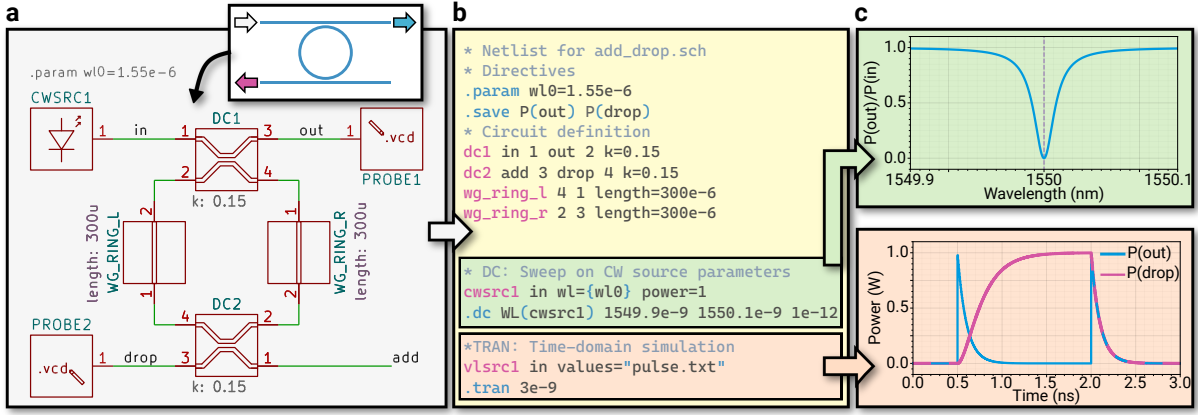 a
.param wl0=1.55e-6
CWSRC1
1
in
DC1
1
3
2
4
k: 0.15
out
1
.vcd
PROBE1
2
WG_RING_L
length: 300u
1
1
WG_RING_R
length: 300u
2
DC2
4
2
3
1
k: 0.15
PROBE2
.vcd
1
drop
add
b
* Netlist for add_drop.sch
* Directives
.param wl0=1.55e-6
.save P(out) P(drop)
* Circuit definition
dc1 in 1 out 2 k=0.15
dc2 add 3 drop 4 k=0.15
wg_ring_l 4 1 length=300e-6
wg_ring_r 2 3 length=300e-6
* DC: Sweep on CW source parameters
cwsrc1 in wl={wl0} power=1
.dc WL(cwsrc1) 1549.9e-9 1550.1e-9 1e-12
*TRAN: Time-domain simulation
vlsrc1 in values="pulse.txt"
.tran 3e-9
c
P(out)/P(in)
1.0
0.5
0.0
1549.9 1550 1550.1
Wavelength (nm)
Power (W)
1.0
0.5
0.0
P(out)
P(drop)
0.0 0.5 1.0 1.5 2.0 2.5 3.0
Time (ns)